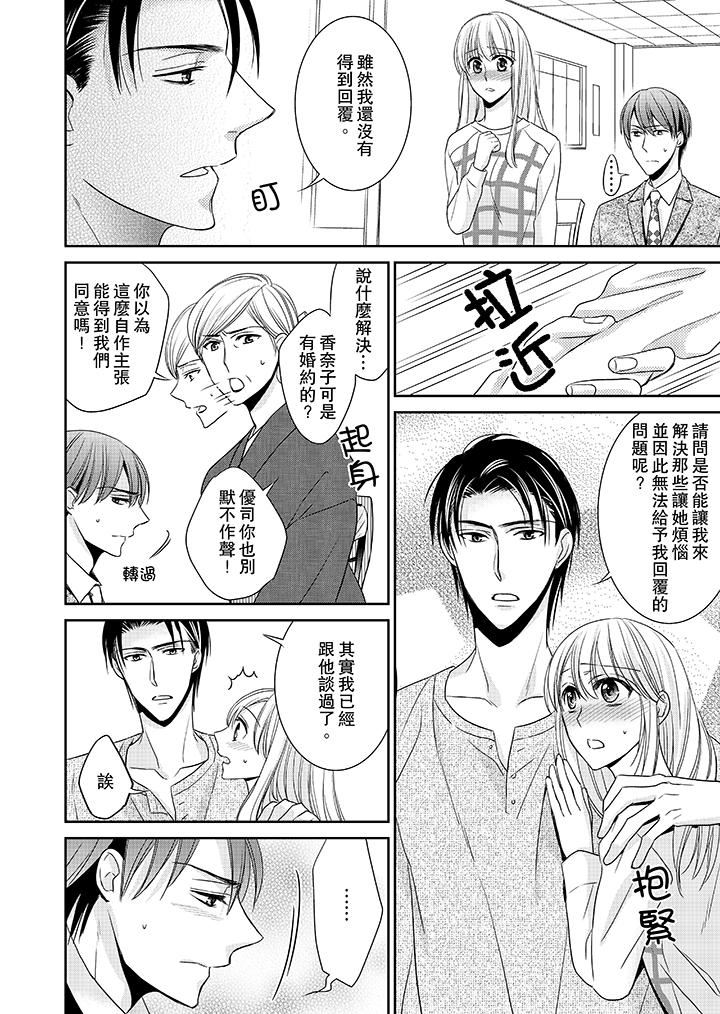 雖然我還沒有
得到回覆。
盯
‥‥‥
拉近
請問是否能讓我來
解決那些讓她煩惱
並因此無法給予我回覆的
問題呢？
抱緊
說什麼解決…
香奈子可是
有婚約的？
你以為
這麼自作主張
能得到我們
同意嗎！
起身
優司你也別
默不作聲！
轉過
其實我已經
跟他談過了。
誒
……